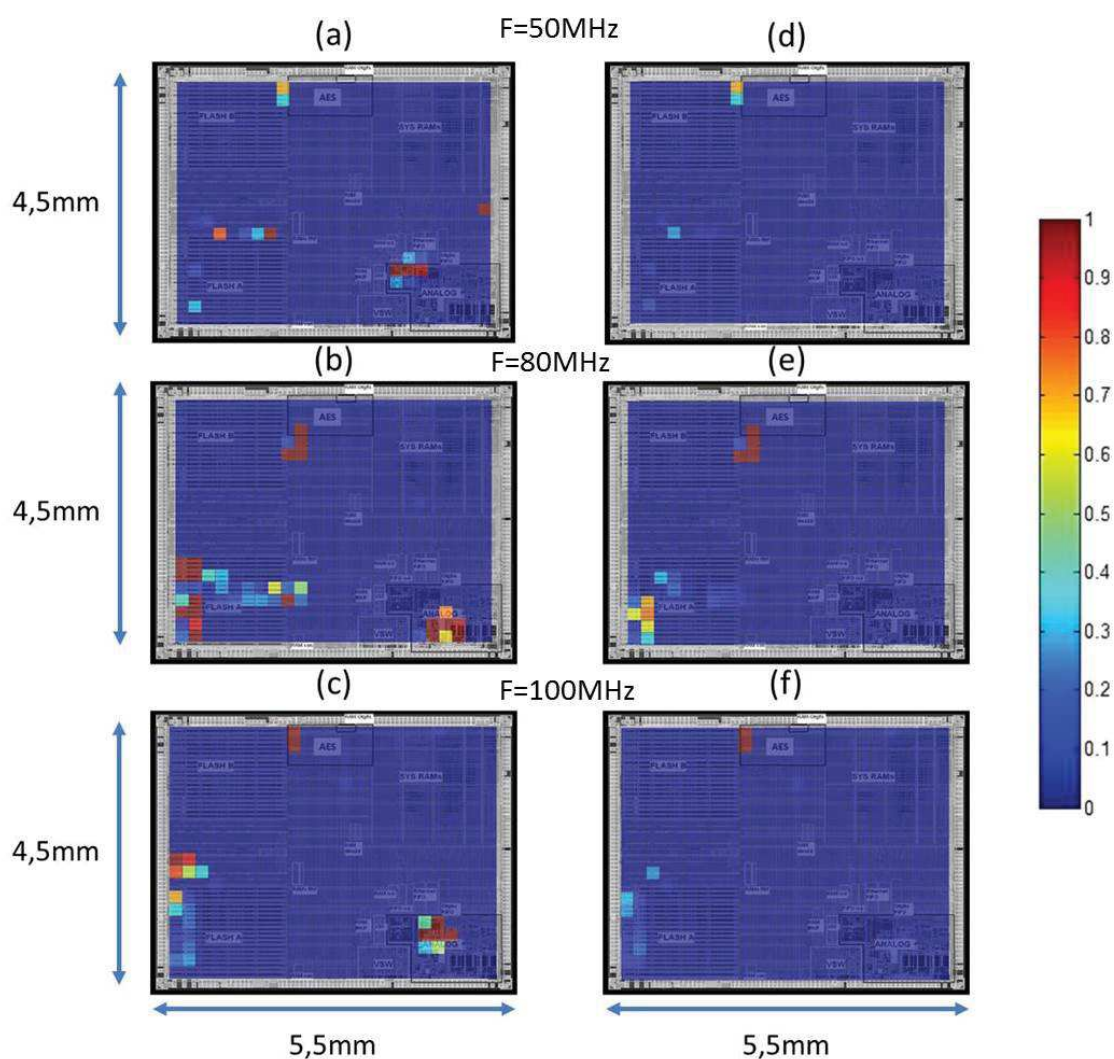 (a) F=50MHz (d)
AES
FLASH B
SYS RAMs
FLASH A
ANALOG
VSW
AES
FLASH B
SYS RAMs
FLASH A
ANALOG
VSW
4,5mm
(b) F=80MHz (e)
AES
FLASH B
SYS RAMs
FLASH A
ANALOG
VSW
AES
FLASH B
SYS RAMs
FLASH A
ANALOG
VSW
4,5mm
(c) F=100MHz (f)
AES
FLASH B
SYS RAMs
FLASH A
ANALOG
VSW
AES
FLASH B
SYS RAMs
FLASH A
ANALOG
VSW
4,5mm
5,5mm 5,5mm
1
0.9
0.8
0.7
0.6
0.5
0.4
0.3
0.2
0.1
0